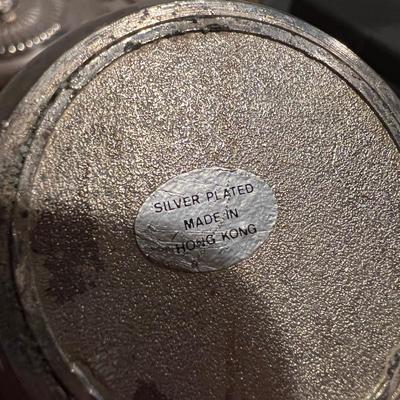 SILVER PLATED
MADE IN
HONG KONG